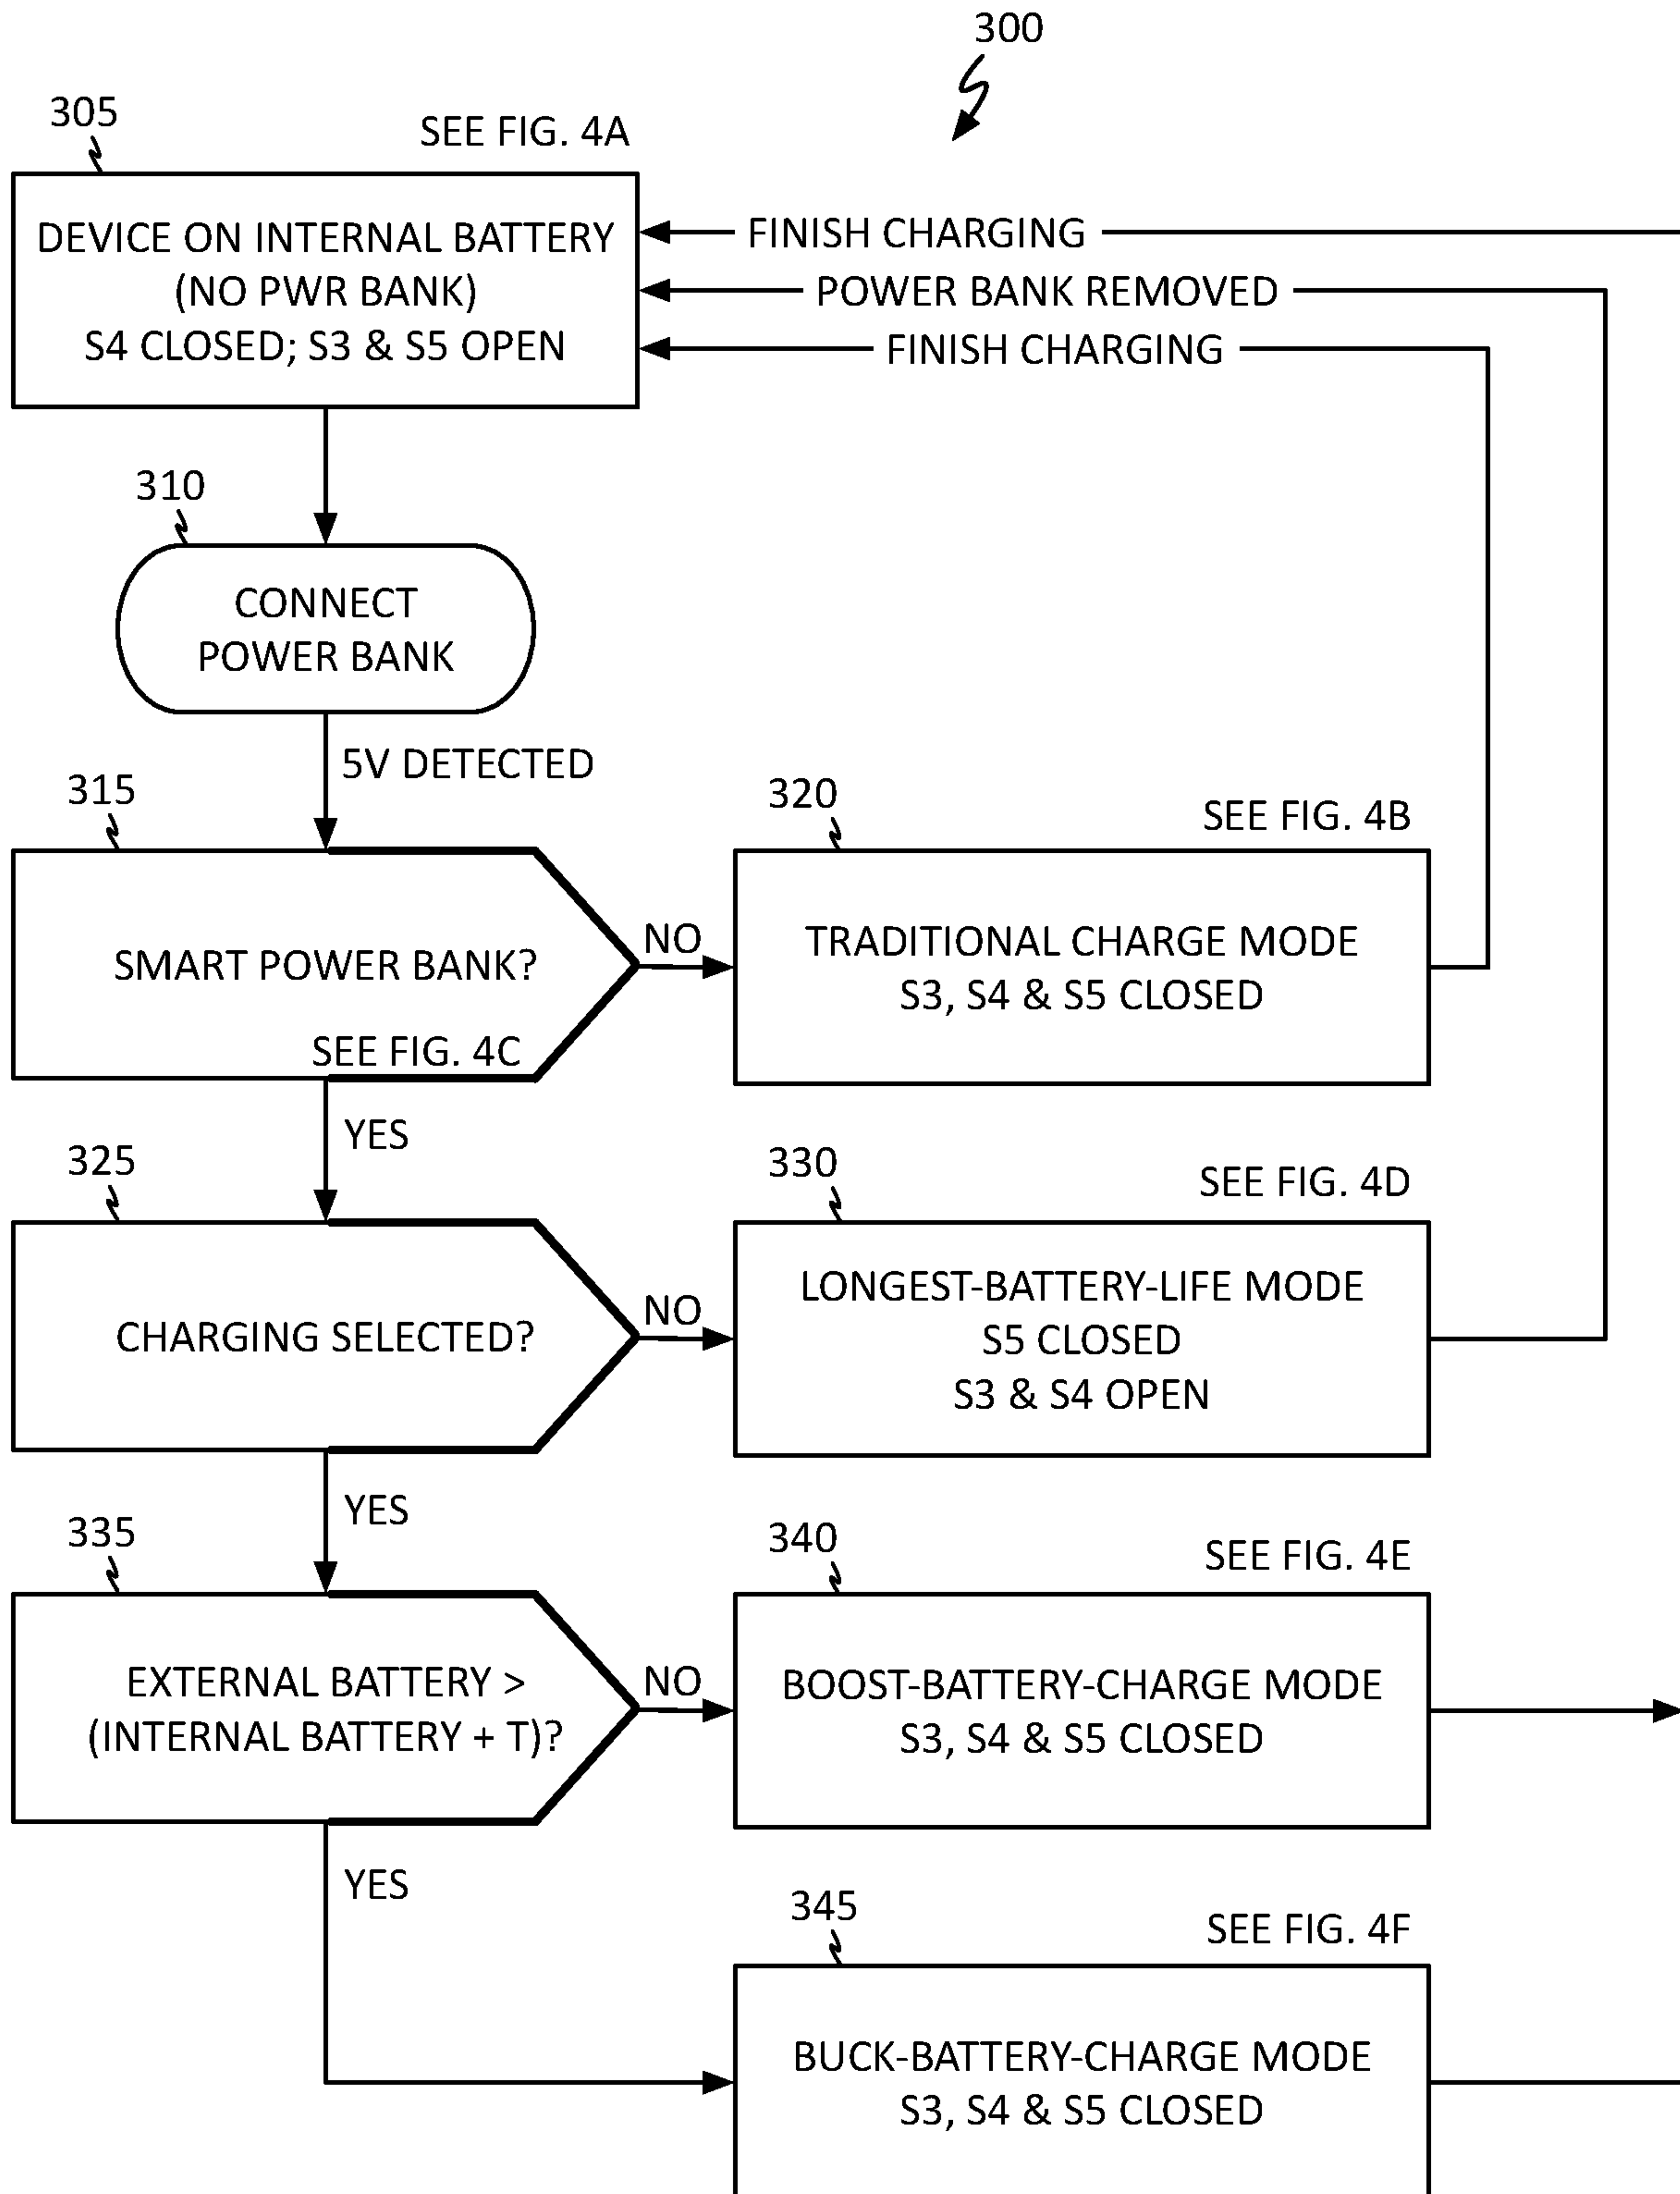 300
305
SEE FIG. 4A
DEVICE ON INTERNAL BATTERY
(NO PWR BANK)
S4 CLOSED; S3 & S5 OPEN
FINISH CHARGING
POWER BANK REMOVED
FINISH CHARGING
310
CONNECT
POWER BANK
5V DETECTED
315
SMART POWER BANK?
SEE FIG. 4C
NO
320
SEE FIG. 4B
TRADITIONAL CHARGE MODE
S3, S4 & S5 CLOSED
YES
325
CHARGING SELECTED?
NO
330
SEE FIG. 4D
LONGEST-BATTERY-LIFE MODE
S5 CLOSED
S3 & S4 OPEN
YES
335
EXTERNAL BATTERY >
(INTERNAL BATTERY + T)?
NO
340
SEE FIG. 4E
BOOST-BATTERY-CHARGE MODE
S3, S4 & S5 CLOSED
YES
345
SEE FIG. 4F
BUCK-BATTERY-CHARGE MODE
S3, S4 & S5 CLOSED